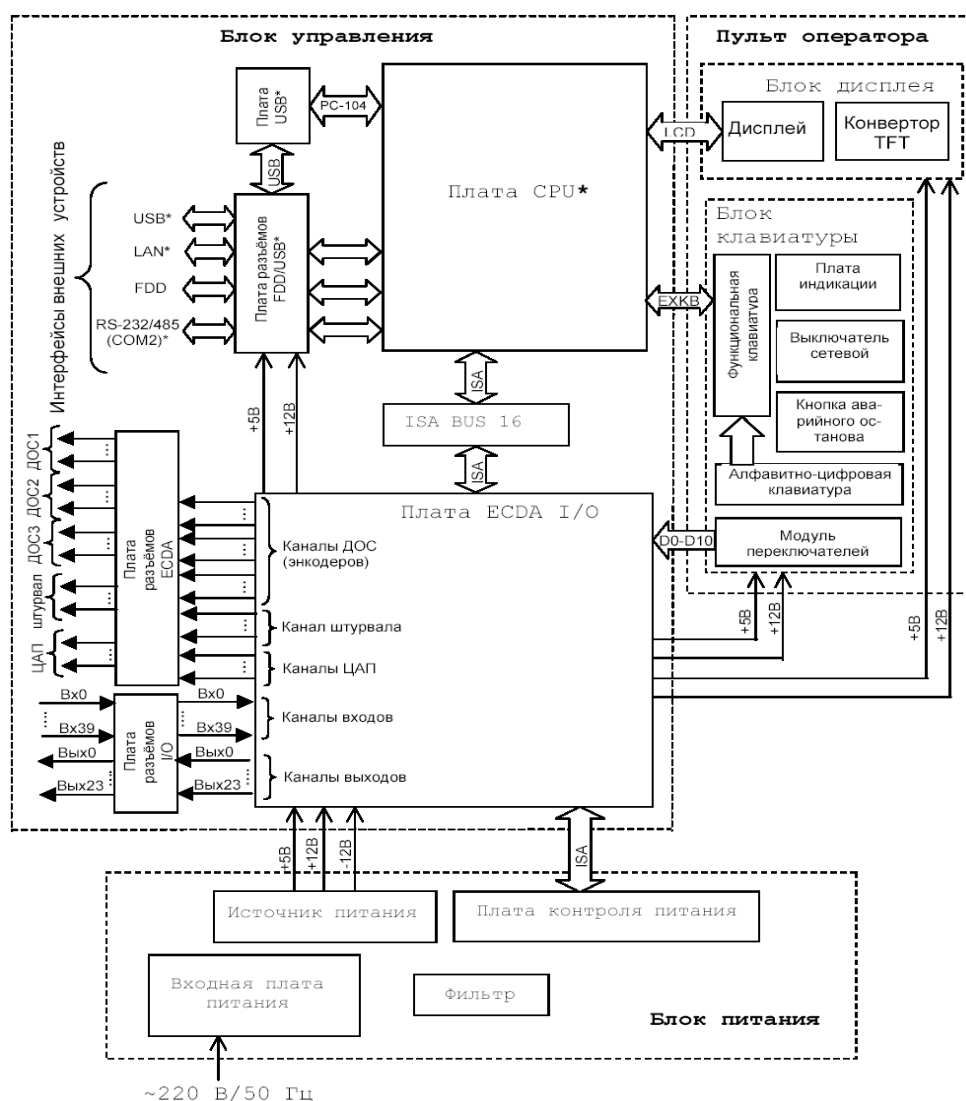 Блок управления
Пульт оператора
Блок дисплея
Дисплей
Конвертор
TFT
Плата
USB*
PC-104
USB
Плата CPU*
LCD
Интерфейсы внешних устройств
USB*
LAN*
FDD
RS-232/485
(COM2)*
Плата разъёмов
FDD/USB*
+5В
+12В
ISA
ISA BUS 16
ISA
EXKB
Блок
клавиатуры
Функциональная
клавиатура
Плата
индикации
Выключатель
сетевой
Кнопка ава-
рийного ос-
танова
Алфавитно-цифровая
клавиатура
Модуль
переключателей
D0-D10
+5В
+12В
+5В
+12В
Плата ECDA I/O
ДОС1
ДОС2
ДОС3
штурвал
ЦАП
Плата
разъёмов
ECDA
Каналы ДОС
(энкодеров)
Канал штурвала
Каналы ЦАП
Вх0
Вх39
Вых0
Вых23
Плата
разъёмов
I/O
Вх0
Вх39
Вых0
Вых23
Каналы входов
Каналы выходов
+5В
+12В
-12В
ISA
Источник питания
Плата контроля питания
Входная плата
питания
Фильтр
Блок питания
~220 В/50 Гц